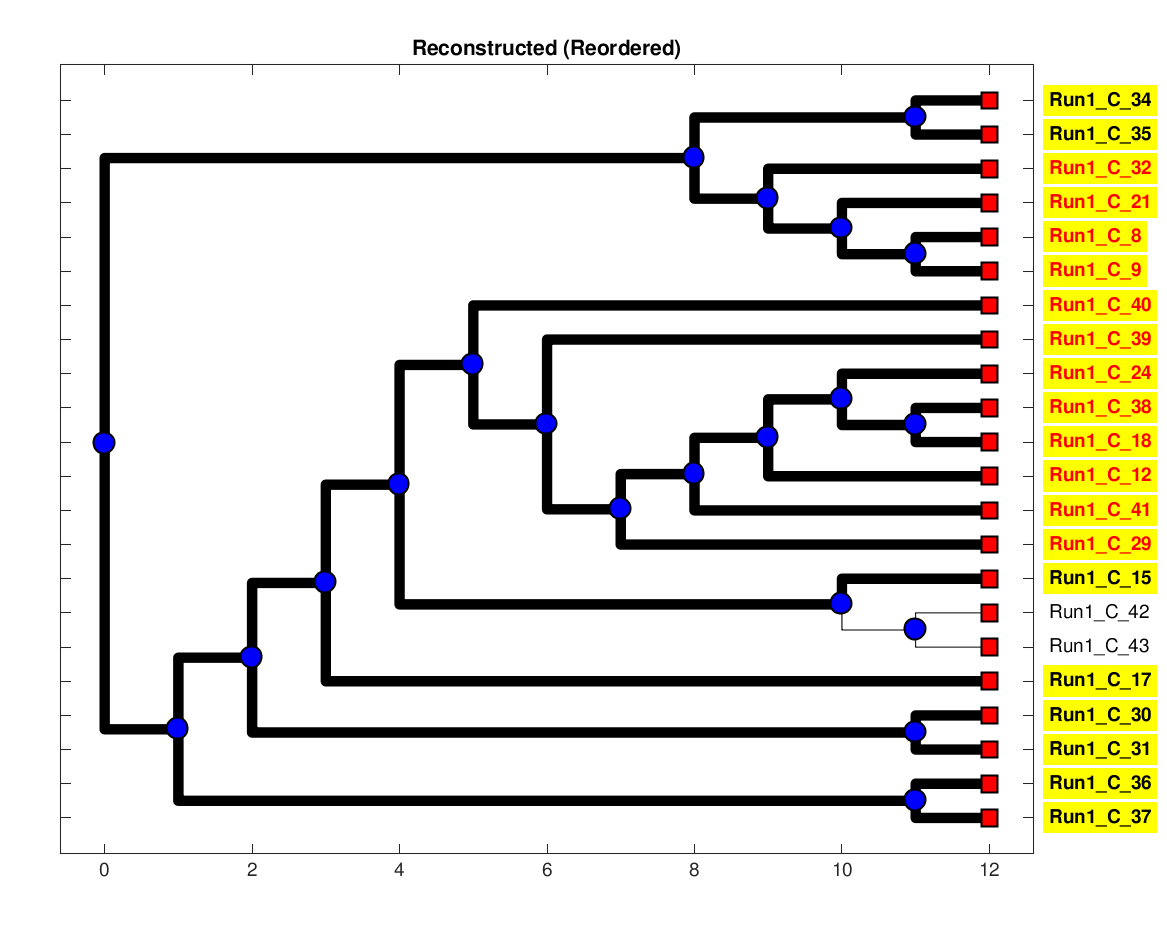 Reconstructed (Reordered)
Run1_C_34
Run1_C_35
Run1_C_32
Run1_C_21
Run1_C_8
Run1_C_9
Run1_C_40
Run1_C_39
Run1_C_24
Run1_C_38
Run1_C_18
Run1_C_12
Run1_C_41
Run1_C_29
Run1_C_15
Run1_C_42
Run1_C_43
Run1_C_17
Run1_C_30
Run1_C_31
Run1_C_36
Run1_C_37
0 2 4 6 8 10 12